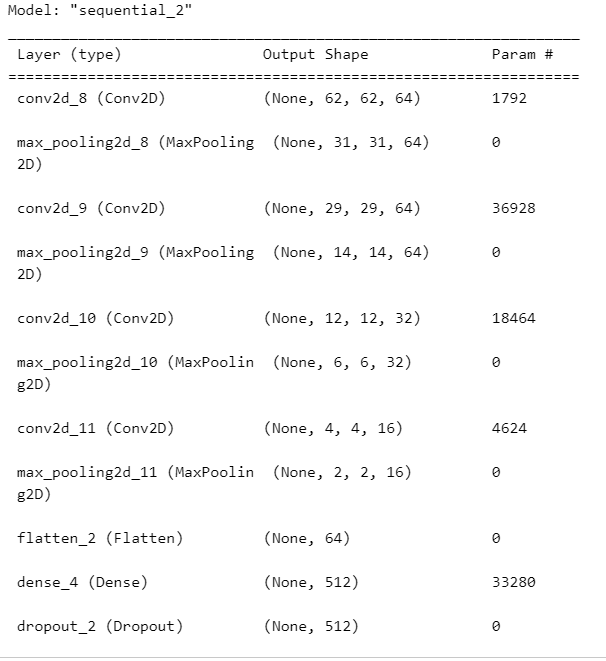 Model: "sequential_2"
_________________________________________________________________
Layer (type) Output Shape Param #
=================================================================
conv2d_8 (Conv2D) (None, 62, 62, 64) 1792
max_pooling2d_8 (MaxPooling (None, 31, 31, 64) 0
2D)
conv2d_9 (Conv2D) (None, 29, 29, 64) 36928
max_pooling2d_9 (MaxPooling (None, 14, 14, 64) 0
2D)
conv2d_10 (Conv2D) (None, 12, 12, 32) 18464
max_pooling2d_10 (MaxPoolin (None, 6, 6, 32) 0
g2D)
conv2d_11 (Conv2D) (None, 4, 4, 16) 4624
max_pooling2d_11 (MaxPoolin (None, 2, 2, 16) 0
g2D)
flatten_2 (Flatten) (None, 64) 0
dense_4 (Dense) (None, 512) 33280
dropout_2 (Dropout) (None, 512) 0